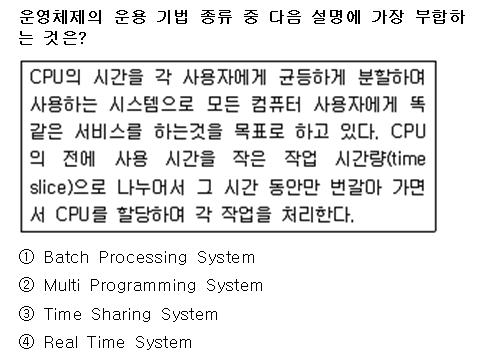 운영체제의 운용 기법 종류 중 다음 설명에 가장 부합하
는 것은?
CPU의 시간을 각 사용자에게 균등하게 분할하여
사용하는 시스템으로 모든 컴퓨터 사용자에게 똑
같은 서비스를 하는것을 목표로 하고 있다. CPU
의 전에 사용 시간을 작은 작업 시간량(time
slice)으로 나누어서 그 시간 동안만 번갈아 가면
서 CPU를 할당하여 각 작업을 처리한다.
① Batch Processing System
② Multi Programming System
③ Time Sharing System
④ Real Time System